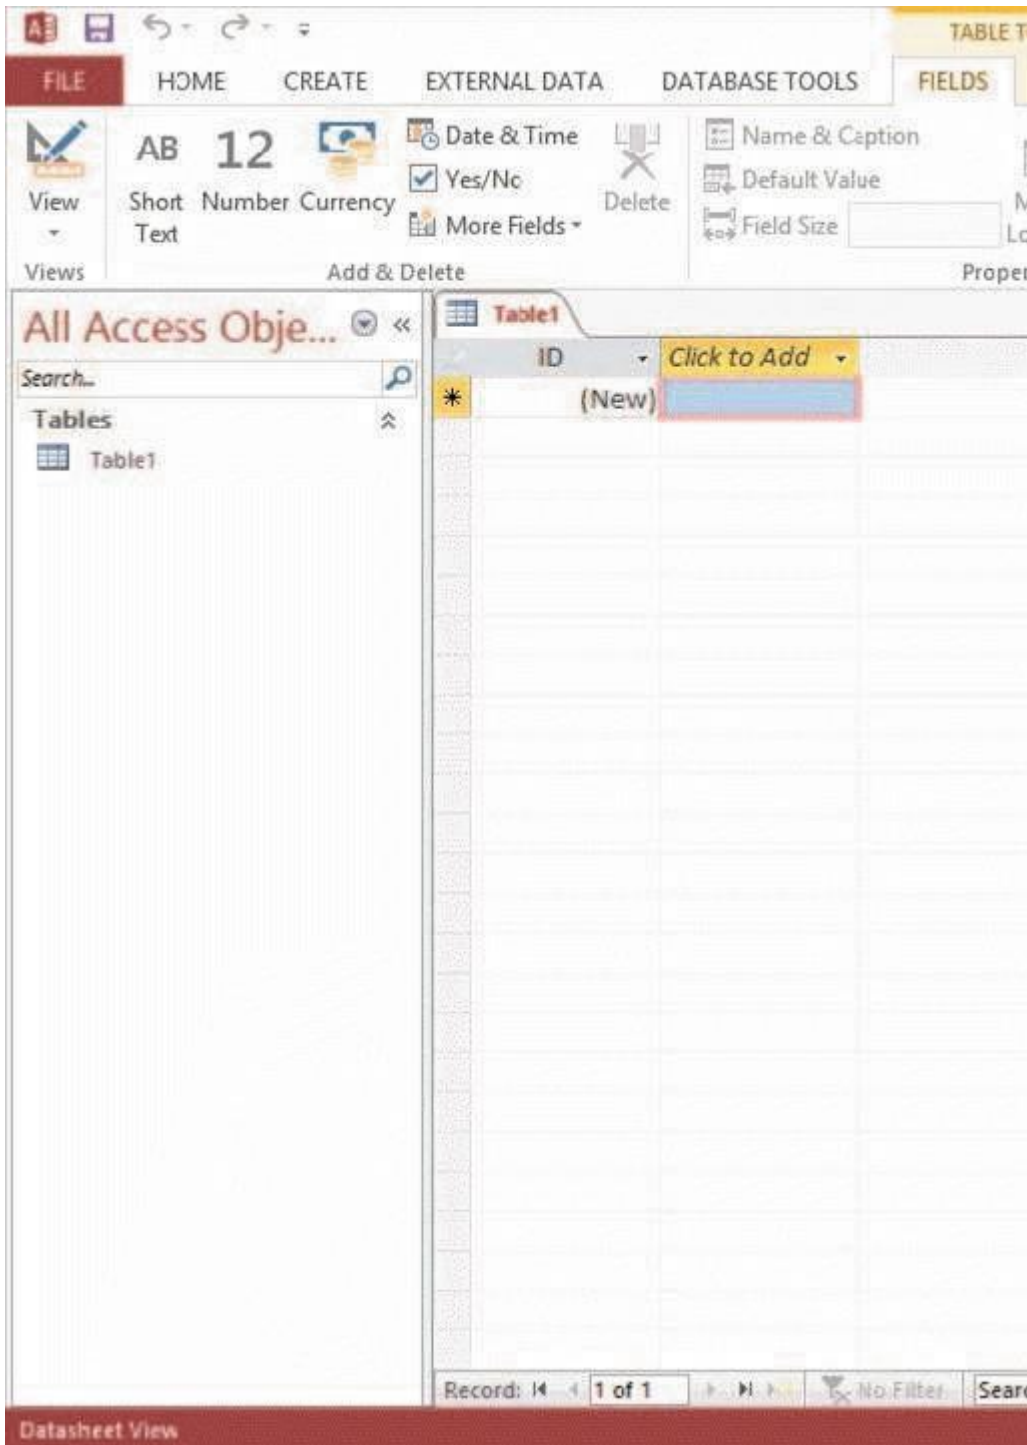 TABLE T
FILE HOME CREATE EXTERNAL DATA DATABASE TOOLS FIELDS
AB 12 Date & Time Name & Caption
Yes/No Default Value
View Short Text Number Currency More Fields Delete Field Size
Views Add & Delete Proper
All Access Obje... « Table1
Search...
ID Click to Add
* (New)
Tables
Table1
Record: 1 of 1 No Filter Searc
Datasheet View